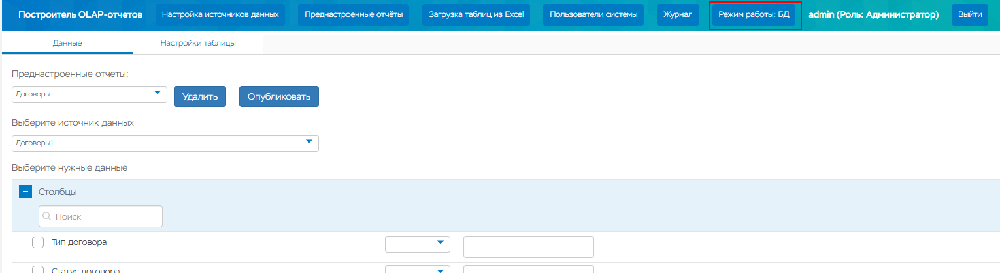 Построитель OLAP-отчетов Настройка источников данных Преднастроенные отчёты Загрузка таблиц из Excel Пользователи системы Журнал Режим работы: БД admin (Роль: Администратор) Выйти
Данные Настройки таблицы
Преднастроенные отчеты:
Договоры Удалить Опубликовать
Выберите источник данных
Договоры1
Выберите нужные данные
Столбцы
Поиск
Тип договора
Статус договора